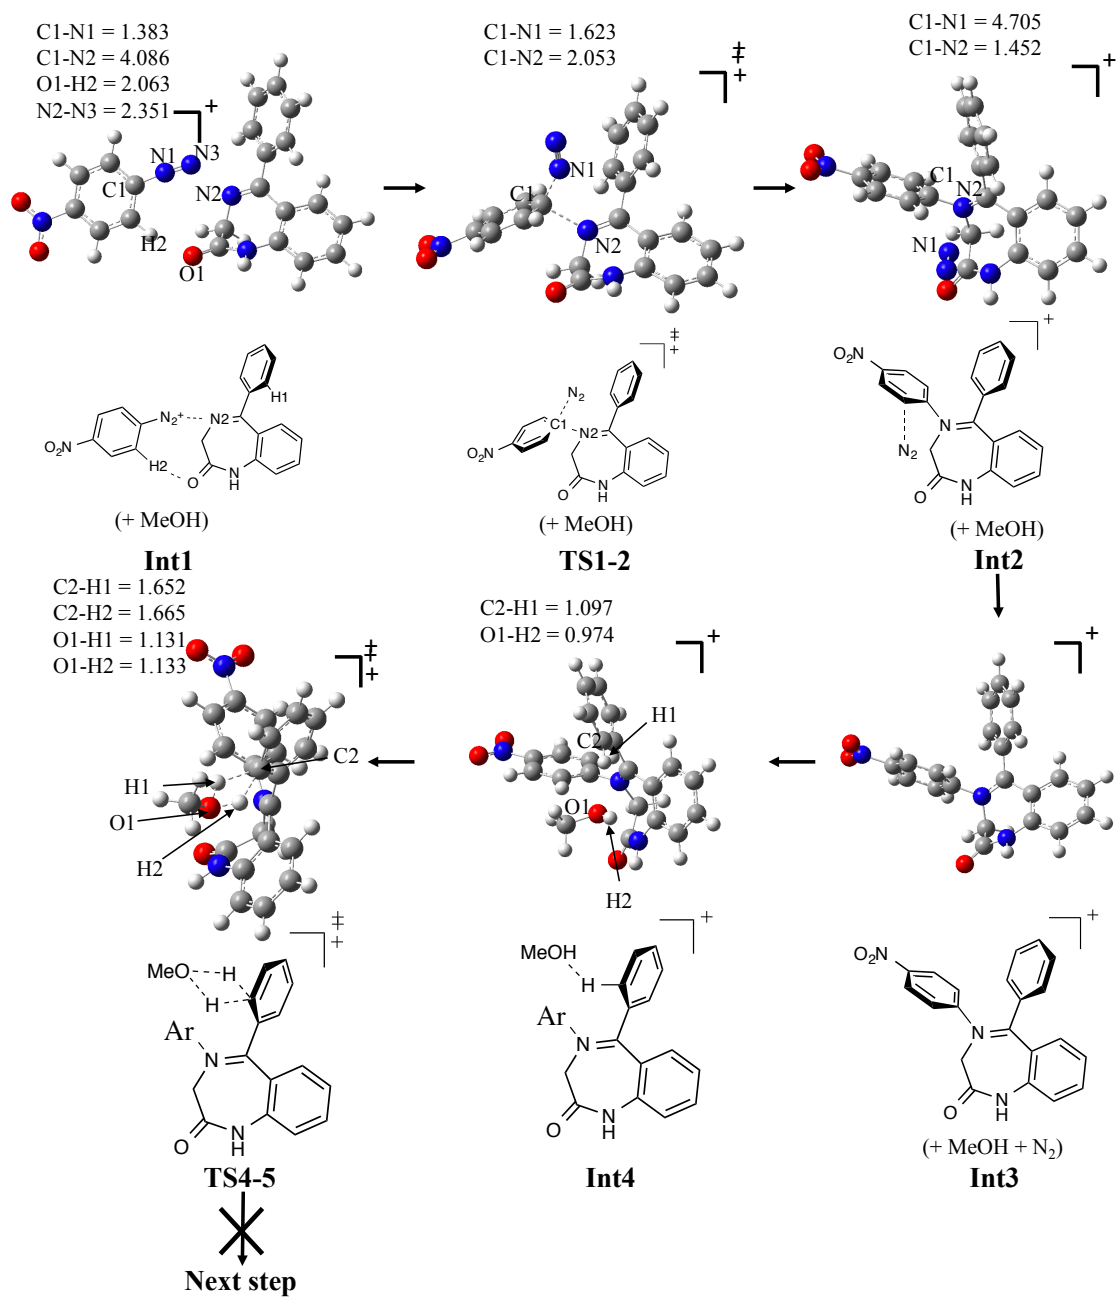 C1-N1 = 1.383
C1-N2 = 4.086
O1-H2 = 2.063
N2-N3 = 2.351
+
N1
N3
C1
N2
H2
O1
C1-N1 = 1.623
C1-N2 = 2.053
‡
+
N1
C1
N2
C1-N1 = 4.705
C1-N2 = 1.452
+
C1
N2
N1
H1
N2+
N2
O2N
H2
O
N
H
(+ MeOH)
Int1
‡
+
N2
C1
N2
O2N
O
NH
(+ MeOH)
TS1-2
+
O2N
N
N2
O
N
H
(+ MeOH)
Int2
C2-H1 = 1.652
C2-H2 = 1.665
O1-H1 = 1.131
O1-H2 = 1.133
‡
+
H1
C2
O1
H2
C2-H1 = 1.097
O1-H2 = 0.974
+
H1
C2
O1
H2
+
‡
+
MeO
H
H
Ar
N
O
N
H
TS4-5
Next step
+
MeOH
H
Ar
N
O
N
H
Int4
+
O2N
N
O
N
H
(+ MeOH + N2)
Int3